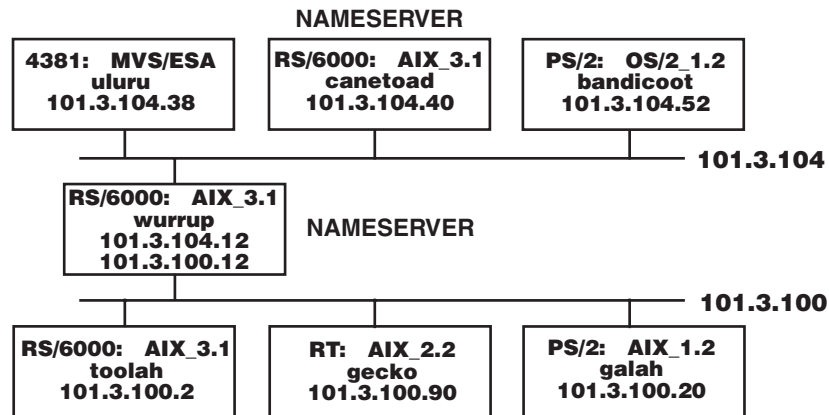 NAMESERVER
4381: MVS/ESA
uluru
101.3.104.38
RS/6000: AIX_3.1
canetoad
101.3.104.40
PS/2: OS/2_1.2
bandicoot
101.3.104.52
101.3.104
RS/6000: AIX_3.1
wurrup
101.3.104.12
101.3.100.12
NAMESERVER
101.3.100
RS/6000: AIX_3.1
toolah
101.3.100.2
RT: AIX_2.2
gecko
101.3.100.90
PS/2: AIX_1.2
galah
101.3.100.20